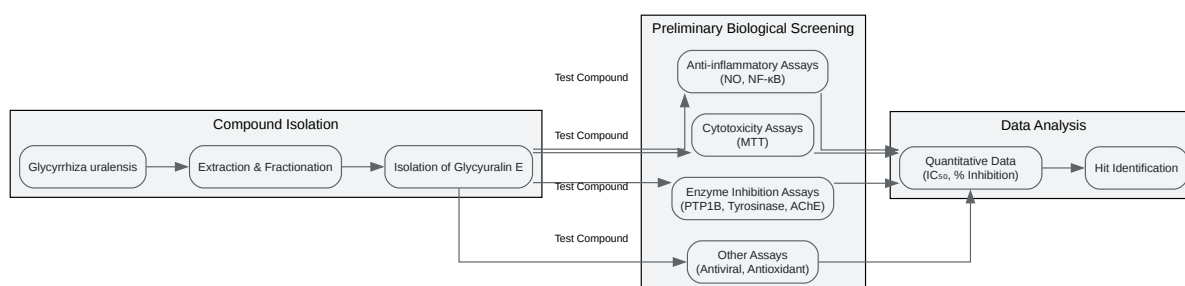 Compound Isolation
Glycyrrhiza uralensis
Extraction & Fractionation
Isolation of Glycyuralin E
Test Compound
Test Compound
Test Compound
Test Compound
Preliminary Biological Screening
Anti-inflammatory Assays
(NO, NF-κB)
Cytotoxicity Assays
(MTT)
Enzyme Inhibition Assays
(PTP1B, Tyrosinase, AChE)
Other Assays
(Antiviral, Antioxidant)
Data Analysis
Quantitative Data
(IC₅₀, % Inhibition)
Hit Identification